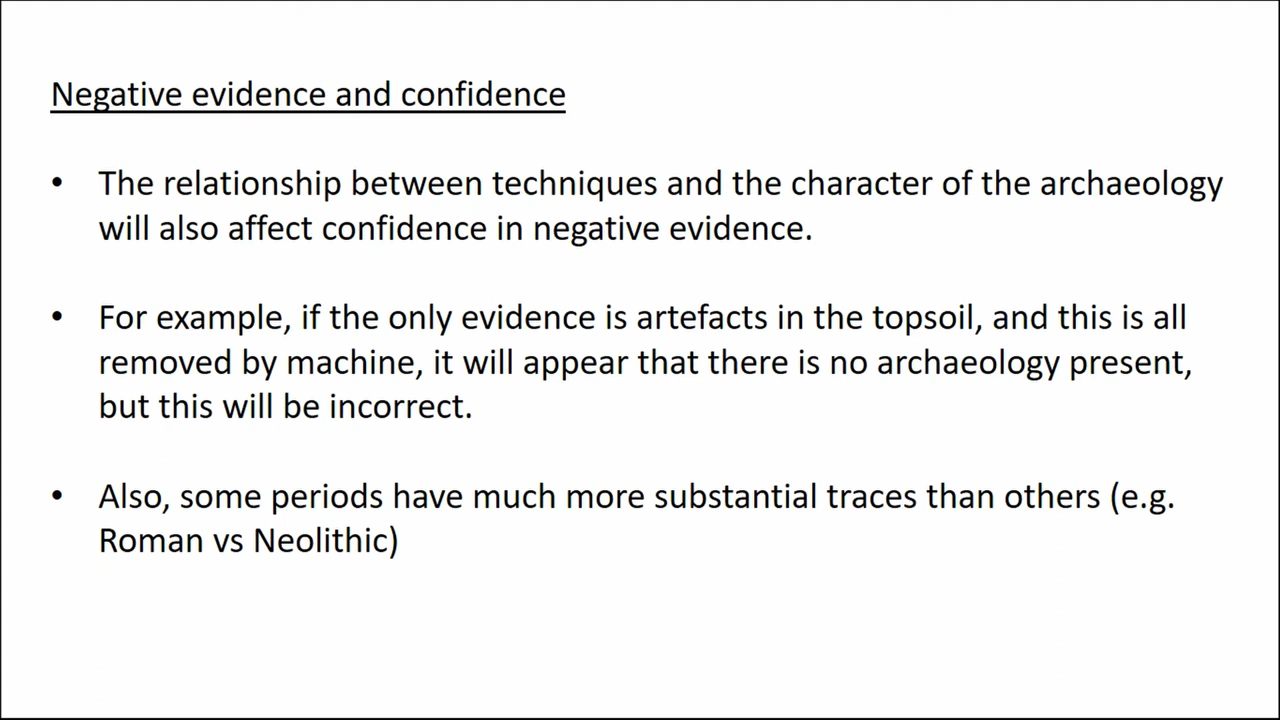 Negative evidence and confidence
• The relationship between techniques and the character of the archaeology
will also affect confidence in negative evidence.
• For example, if the only evidence is artefacts in the topsoil, and this is all
removed by machine, it will appear that there is no archaeology present,
but this will be incorrect.
• Also, some periods have much more substantial traces than others (e.g.
Roman vs Neolithic)